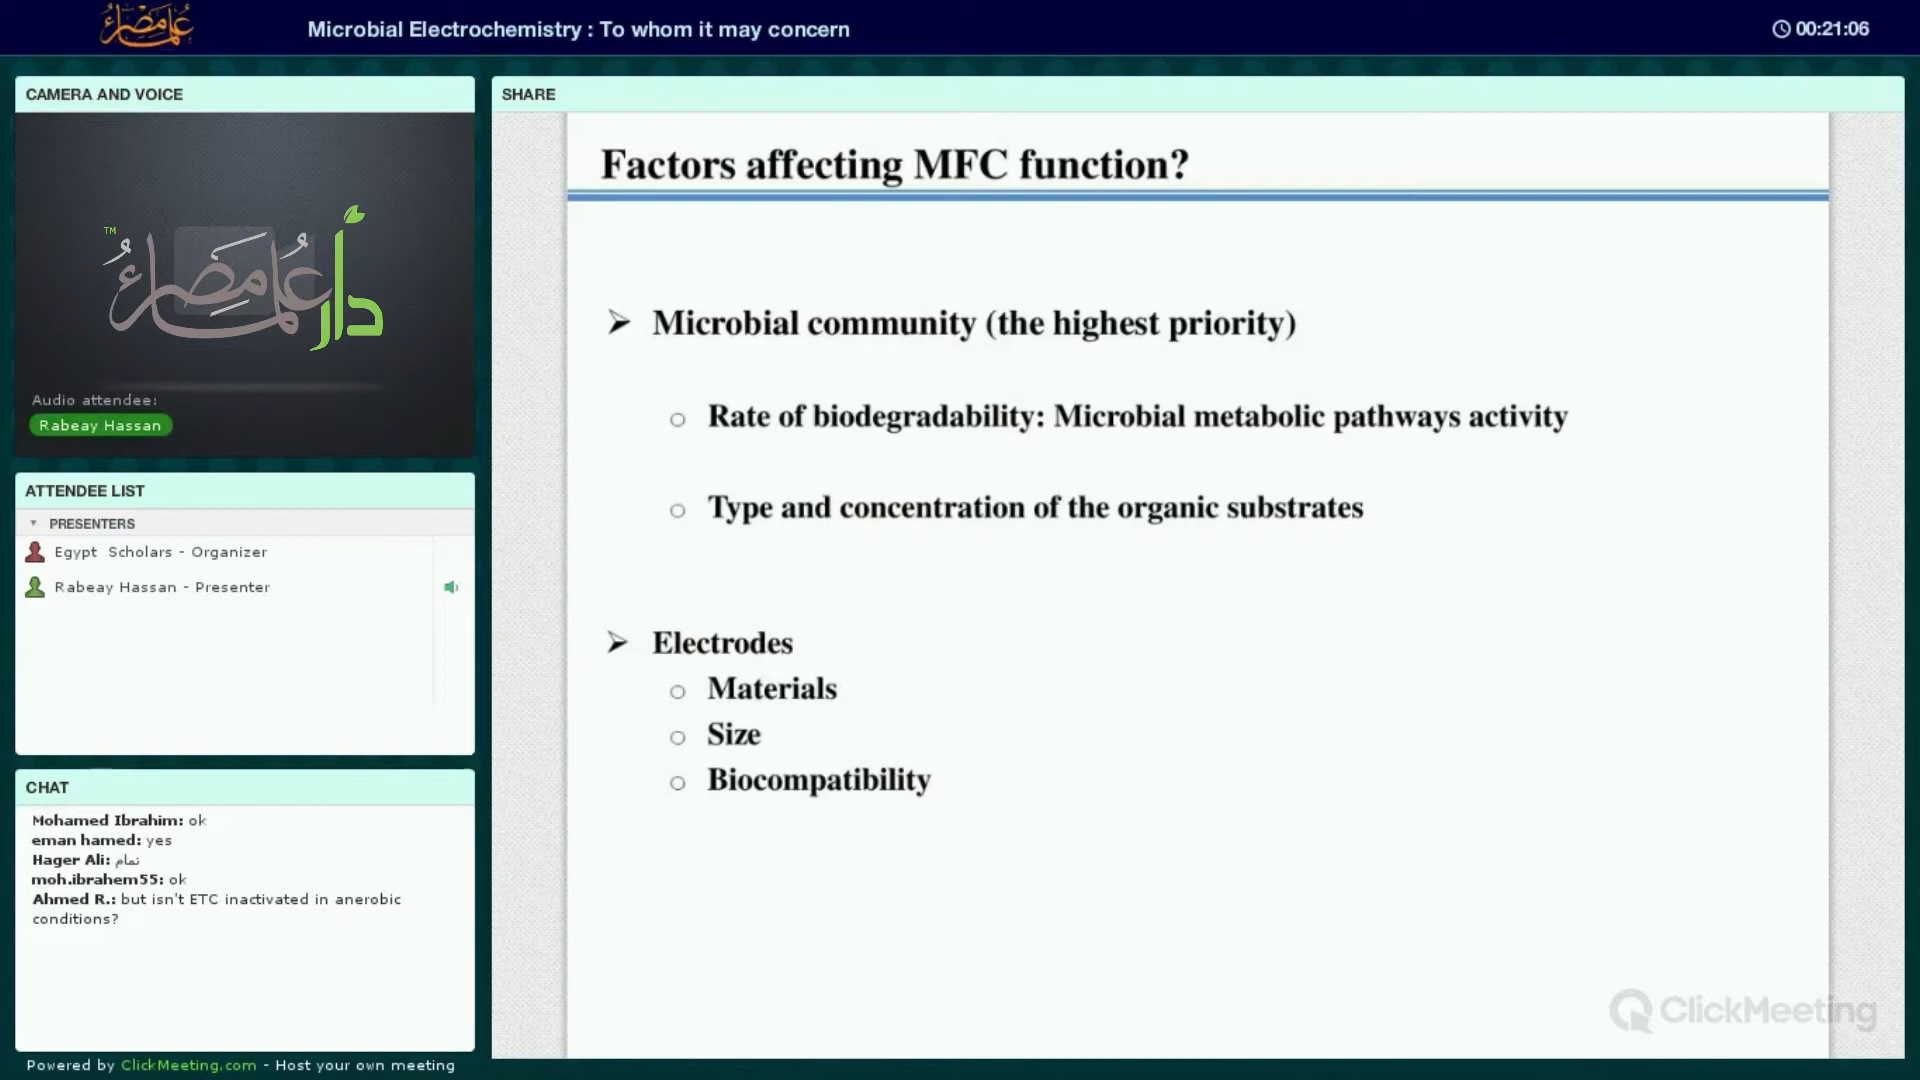 علماء مصر
Microbial Electrochemistry : To whom it may concern
00:21:06
CAMERA AND VOICE
™
دار علماء مصر
Audio attendee:
Rabeay Hassan
ATTENDEE LIST
PRESENTERS
Egypt Scholars - Organizer
Rabeay Hassan - Presenter
CHAT
Mohamed Ibrahim: ok
eman hamed: yes
Hager Ali: تمام
moh.ibrahem55: ok
Ahmed R.: but isn't ETC inactivated in anerobic
conditions?
Powered by ClickMeeting.com - Host your own meeting
SHARE
Factors affecting MFC function?
Microbial community (the highest priority)
Rate of biodegradability: Microbial metabolic pathways activity
Type and concentration of the organic substrates
Electrodes
Materials
Size
Biocompatibility
ClickMeeting